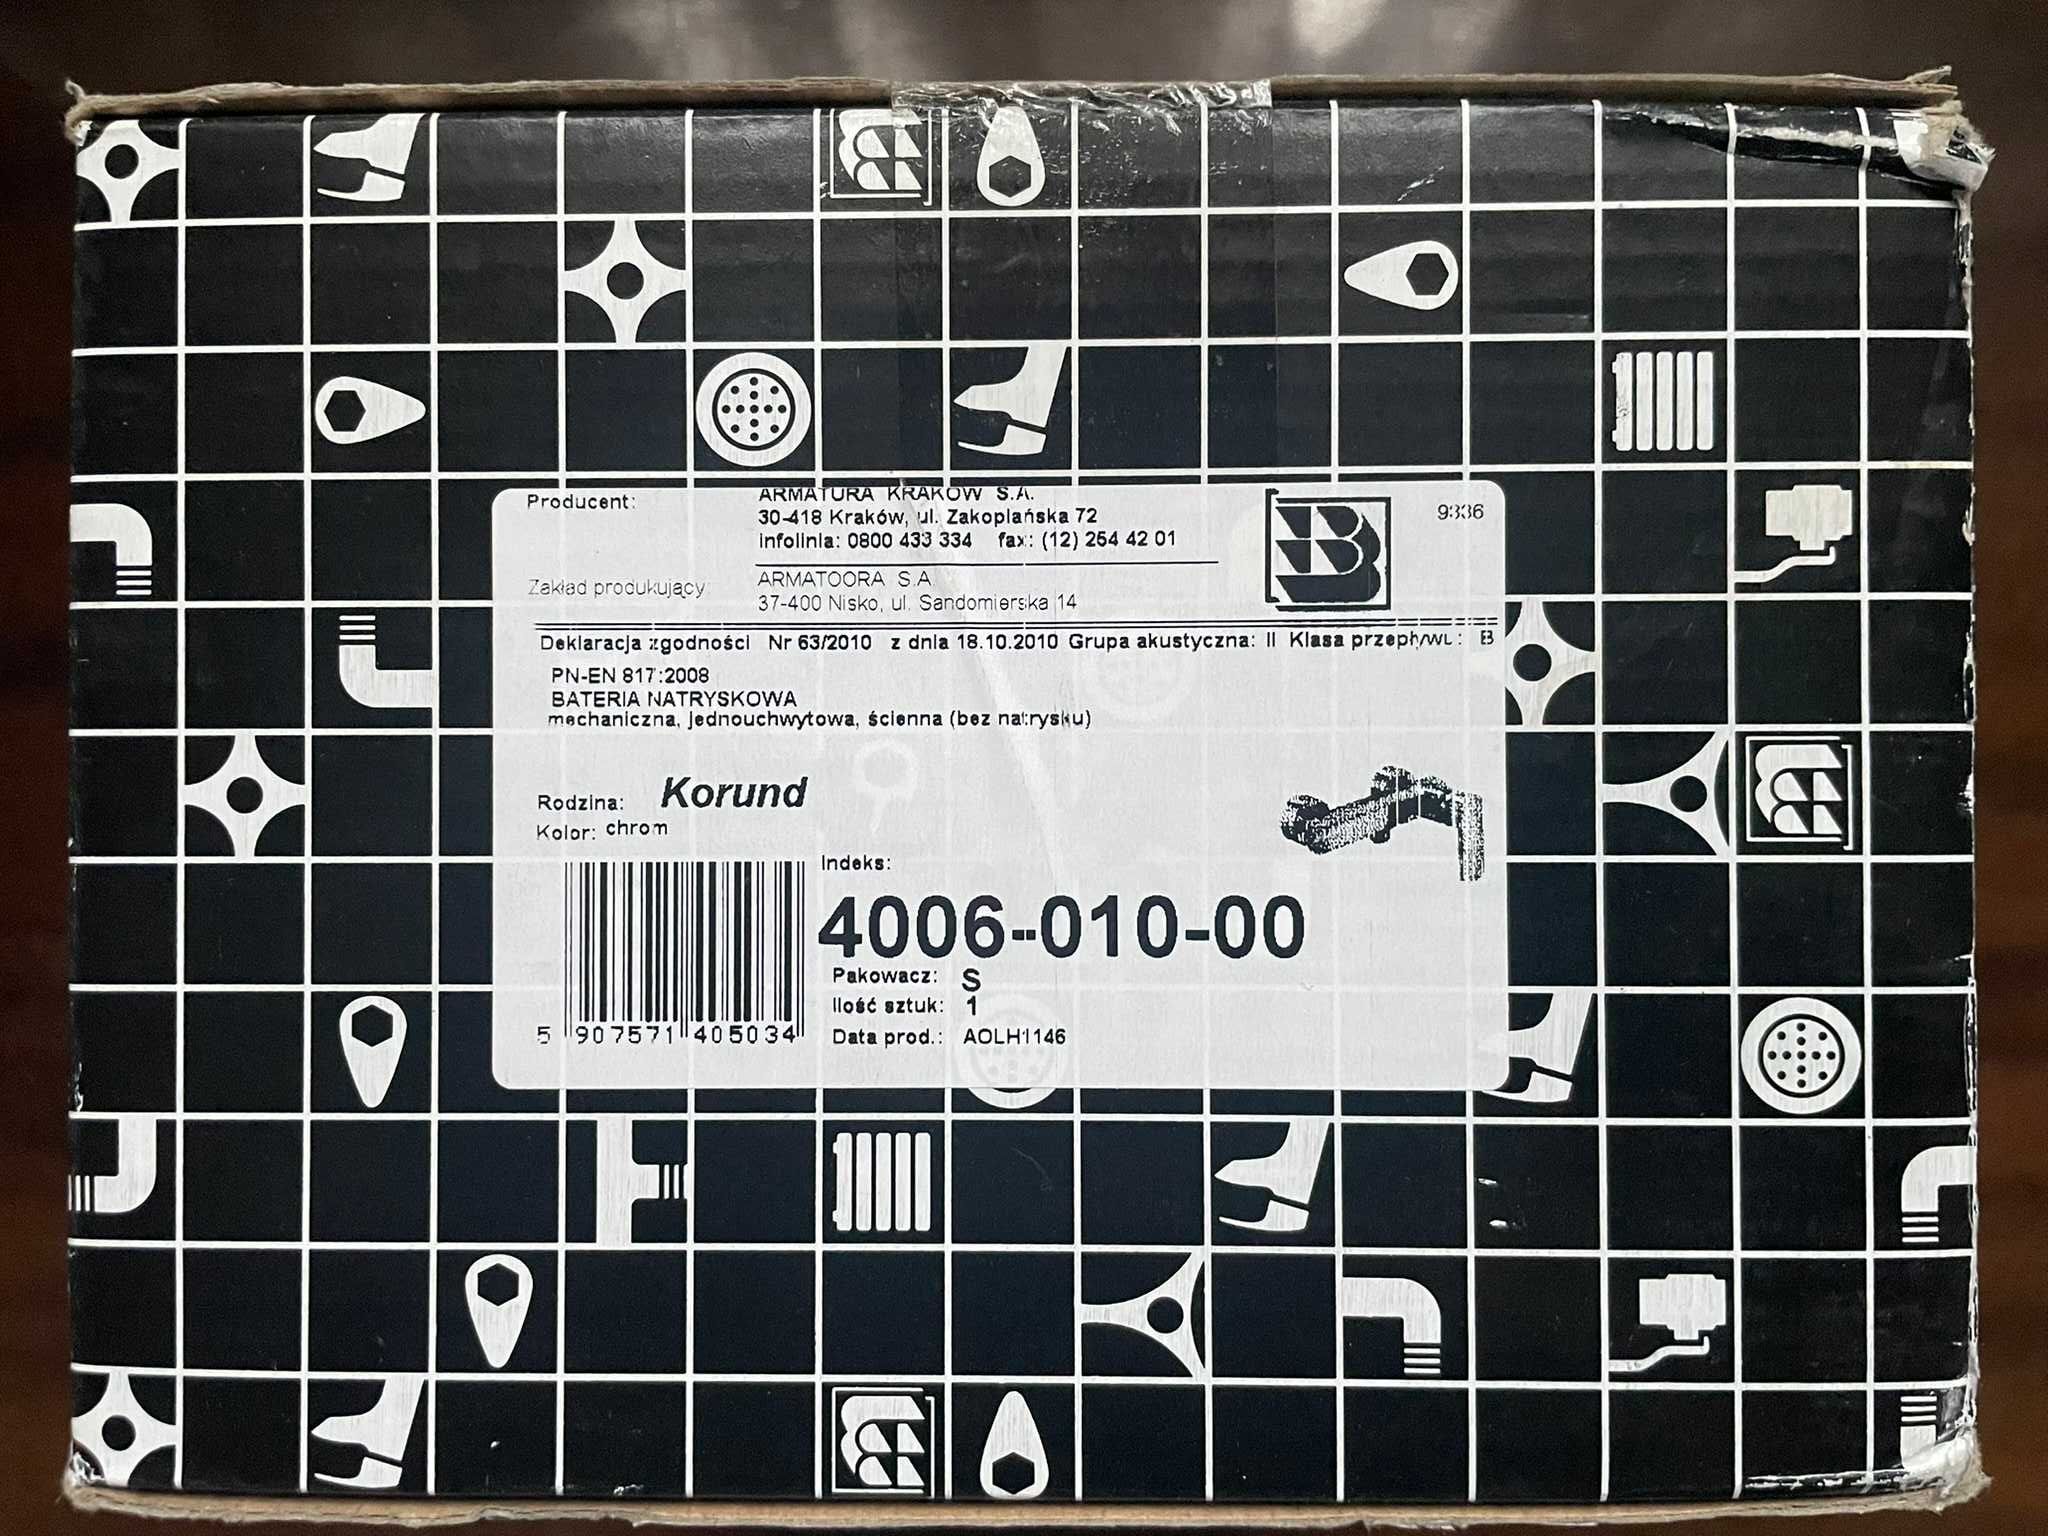 Producent: ARMATURA KRAKÓW S.A.
30-418 Kraków, ul. Zakopiańska 72
infolinia: 0800 433 334 fax: (12) 254 42 01
9336
Zakład produkujący: ARMATOORA S.A.
37-400 Nisko, ul. Sandomierska 14
Deklaracja zgodności Nr 63/2010 z dnia 18.10.2010 Grupa akustyczna: II Klasa przepływu: B
PN-EN 817:2008
BATERIA NATRYSKOWA
mechaniczna, jednouchwytowa, ścienna (bez natrysku)
Rodzina: Korund
Kolor: chrom
Indeks:
4006-010-00
Pakowacz: S
Ilość sztuk: 1
Data prod.: AOLH1146
5 907571 405034